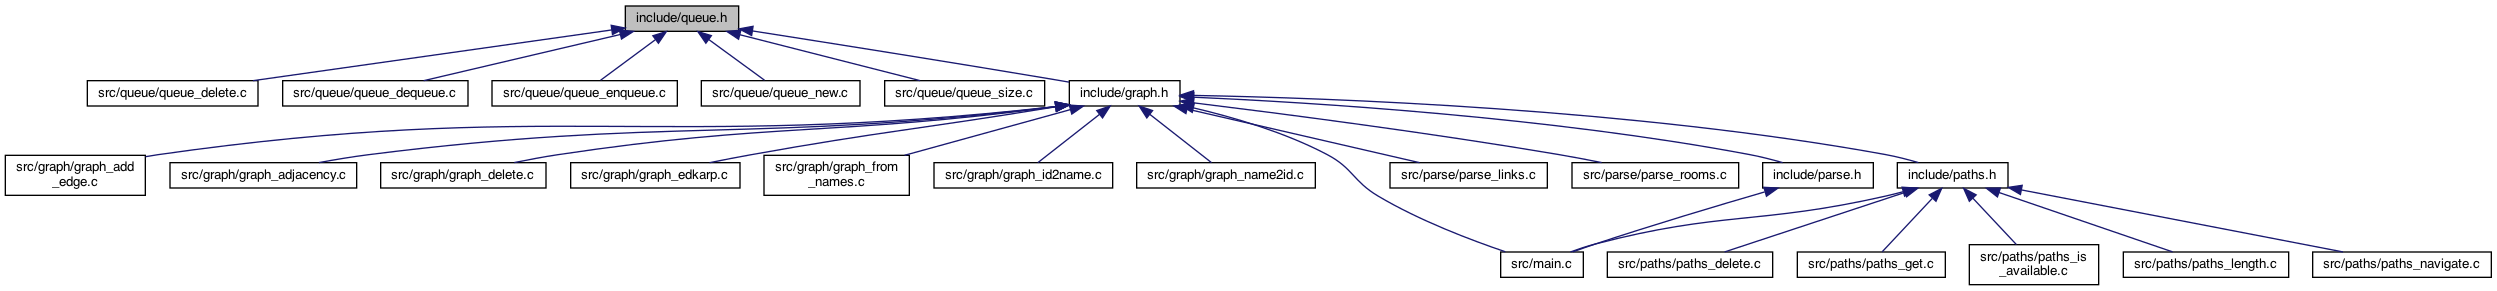 include/queue.h
src/queue/queue_delete.c
src/queue/queue_dequeue.c
src/queue/queue_enqueue.c
src/queue/queue_new.c
src/queue/queue_size.c
include/graph.h
src/graph/graph_add
_edge.c
src/graph/graph_adjacency.c
src/graph/graph_delete.c
src/graph/graph_edkarp.c
src/graph/graph_from
_names.c
src/graph/graph_id2name.c
src/graph/graph_name2id.c
src/parse/parse_links.c
src/parse/parse_rooms.c
include/parse.h
include/paths.h
src/main.c
src/paths/paths_delete.c
src/paths/paths_get.c
src/paths/paths_is
_available.c
src/paths/paths_length.c
src/paths/paths_navigate.c